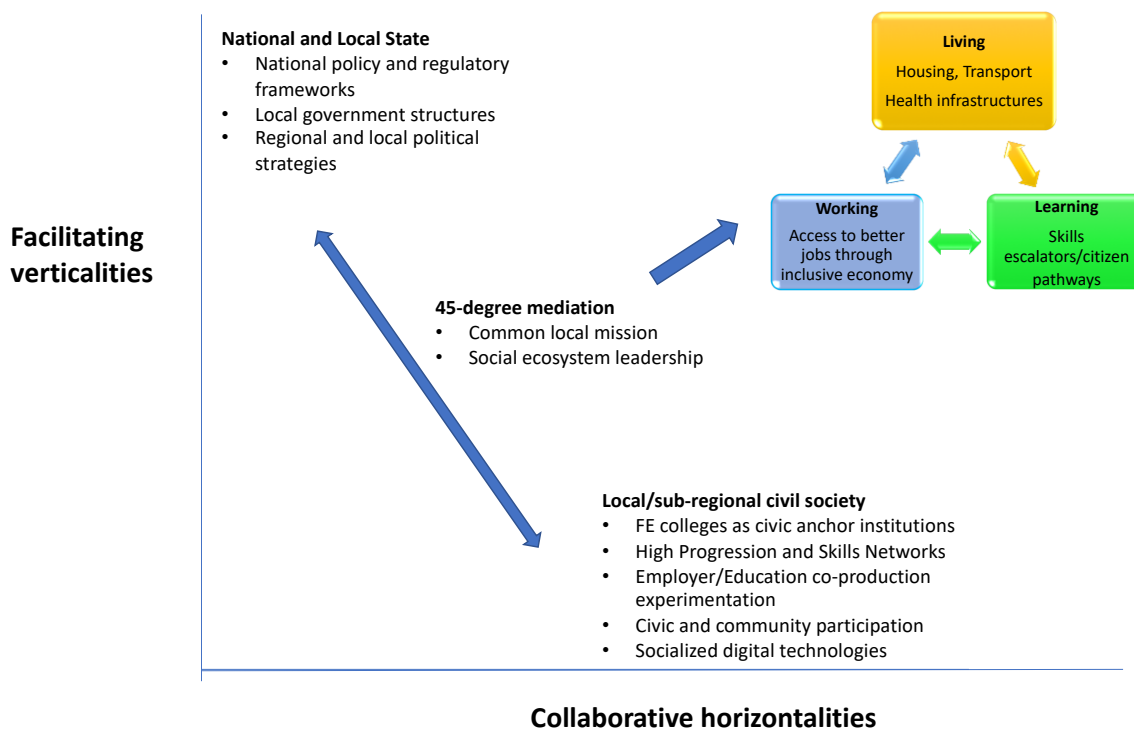 National and Local State
• National policy and regulatory
frameworks
• Local government structures
• Regional and local political
strategies
Living
Housing, Transport
Health infrastructures
Working
Access to better
jobs through
inclusive economy
Learning
Skills
escalators/citizen
pathways
Facilitating
verticalities
45-degree mediation
• Common local mission
• Social ecosystem leadership
Local/sub-regional civil society
• FE colleges as civic anchor institutions
• High Progression and Skills Networks
• Employer/Education co-production
experimentation
• Civic and community participation
• Socialized digital technologies
Collaborative horizontalities